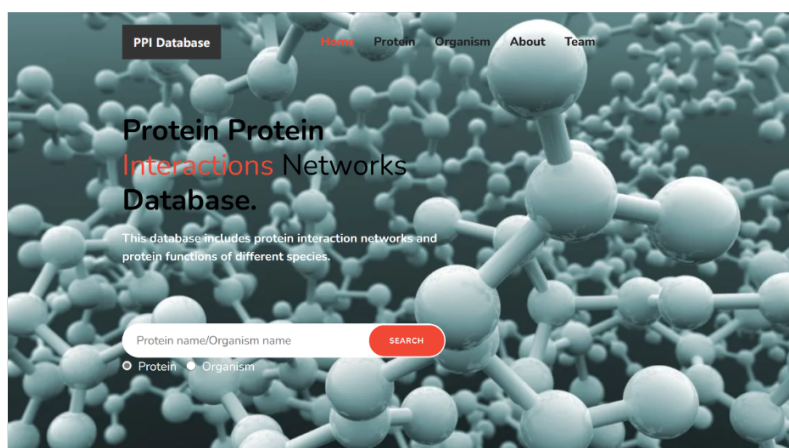 PPI Database
Home Protein Organism About Team
Protein Protein
Interactions Networks
Database.
This database includes protein interaction networks and
protein functions of different species.
Protein name/Organism name SEARCH
Protein Organism